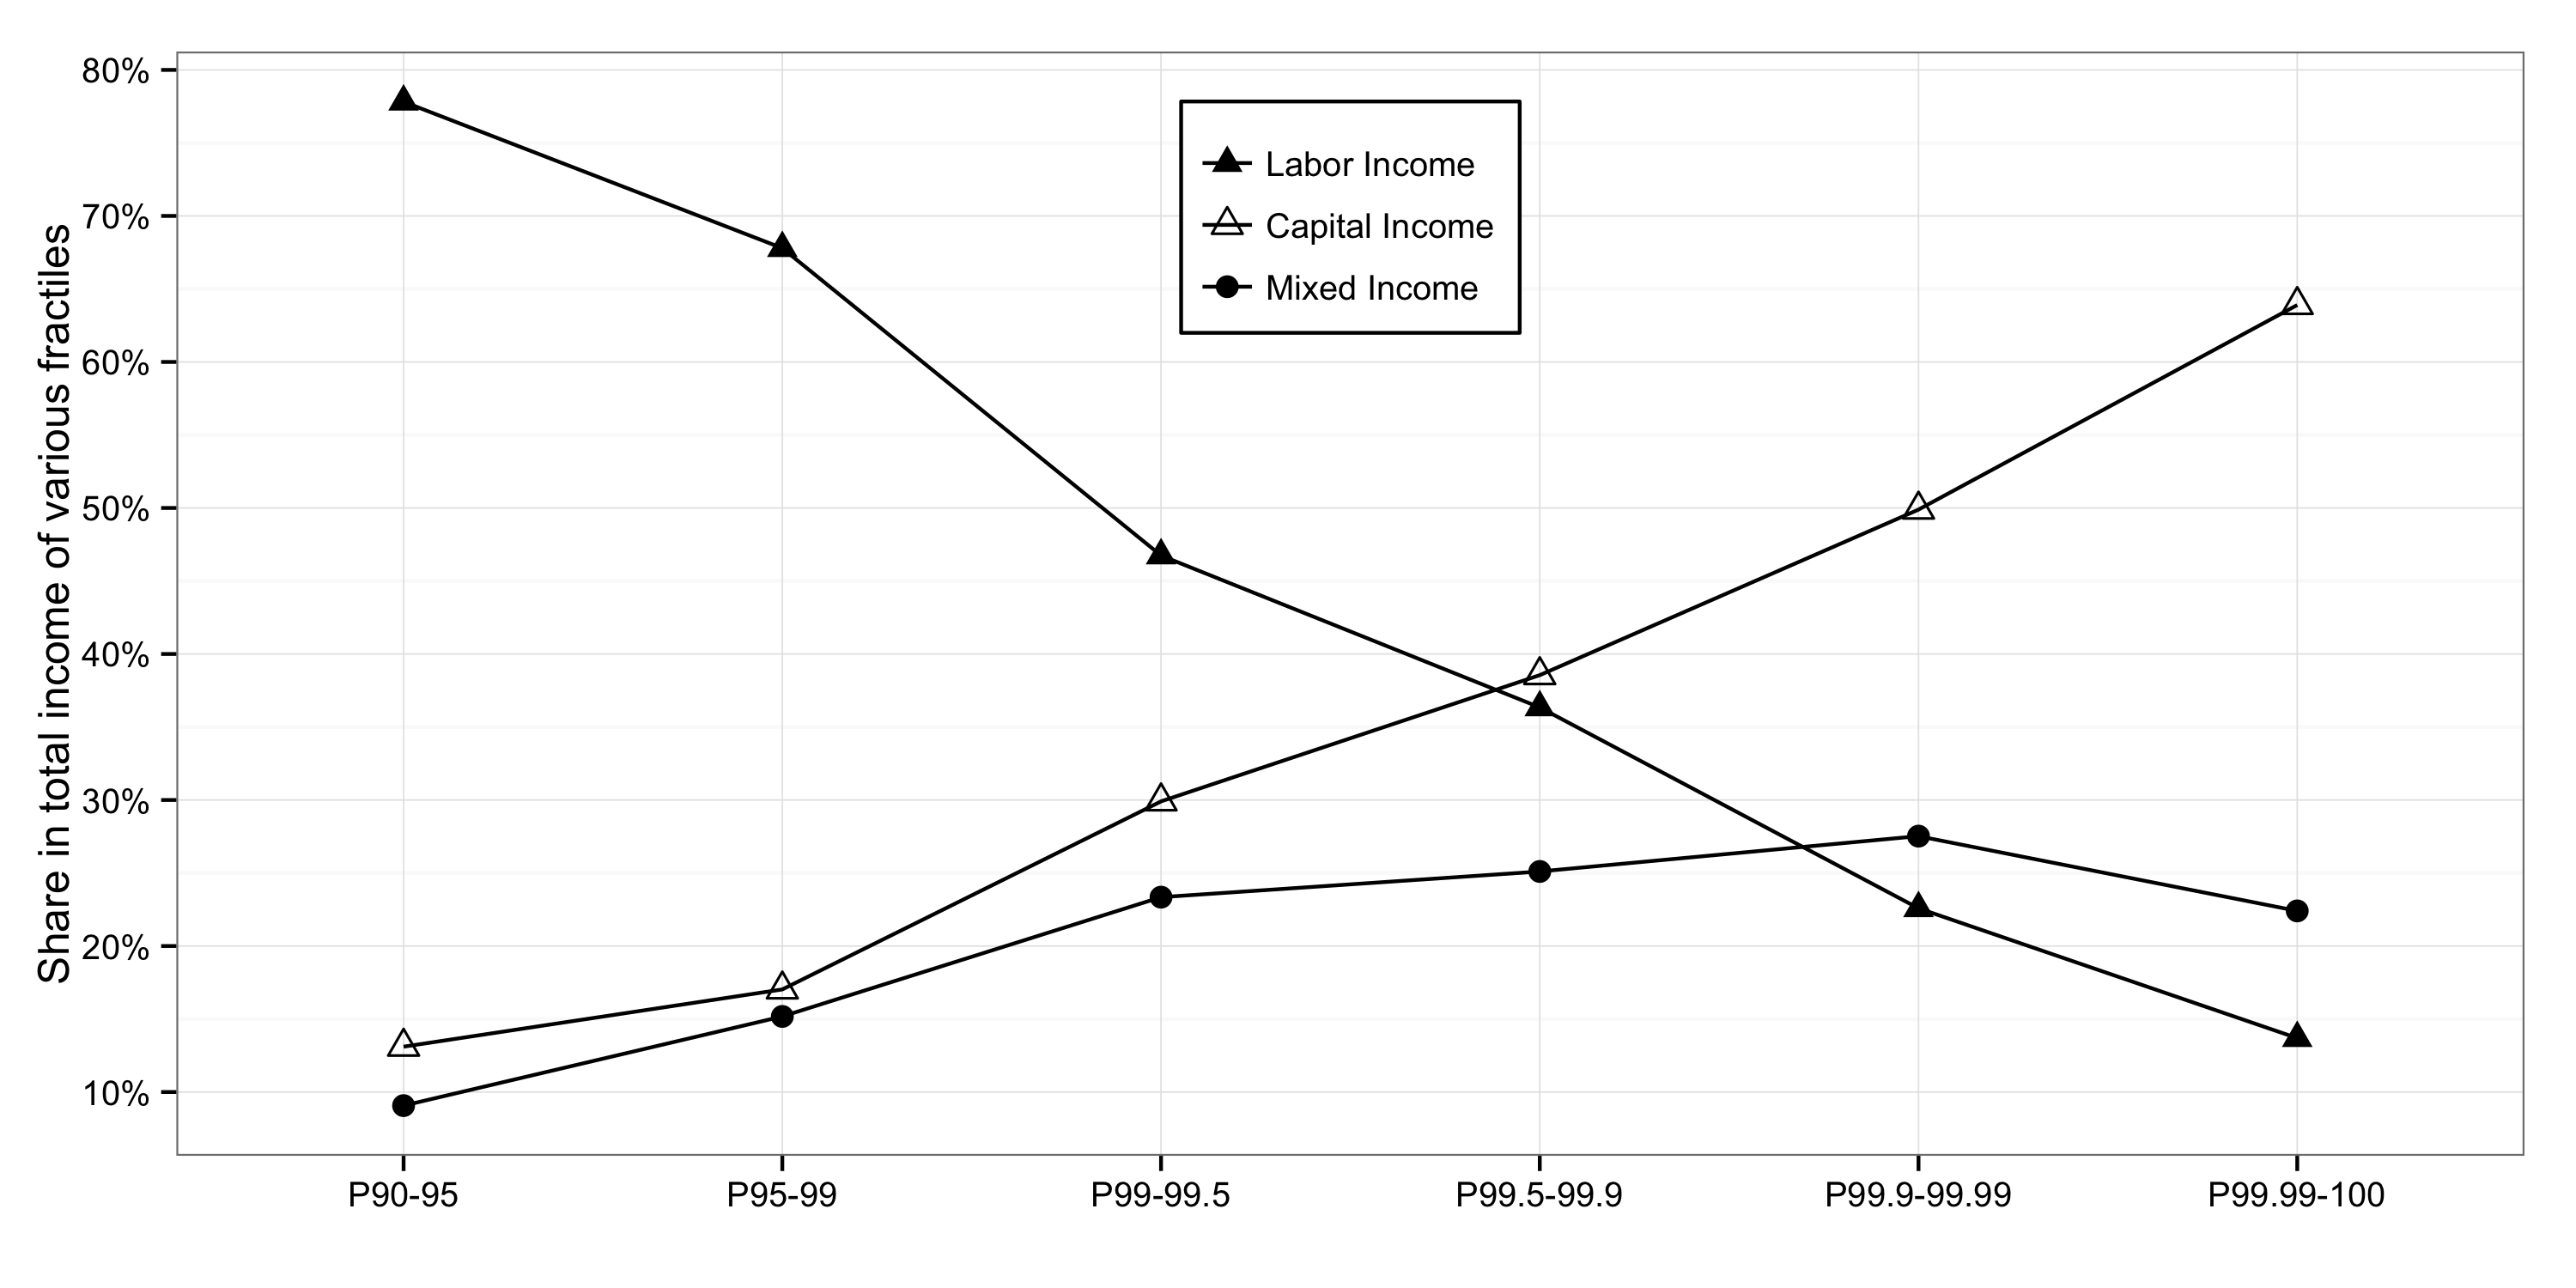 Share in total income of various fractiles
80%
70%
60%
50%
40%
30%
20%
10%
Labor Income
Capital Income
Mixed Income
P90-95
P95-99
P99-99.5
P99.5-99.9
P99.9-99.99
P99.99-100